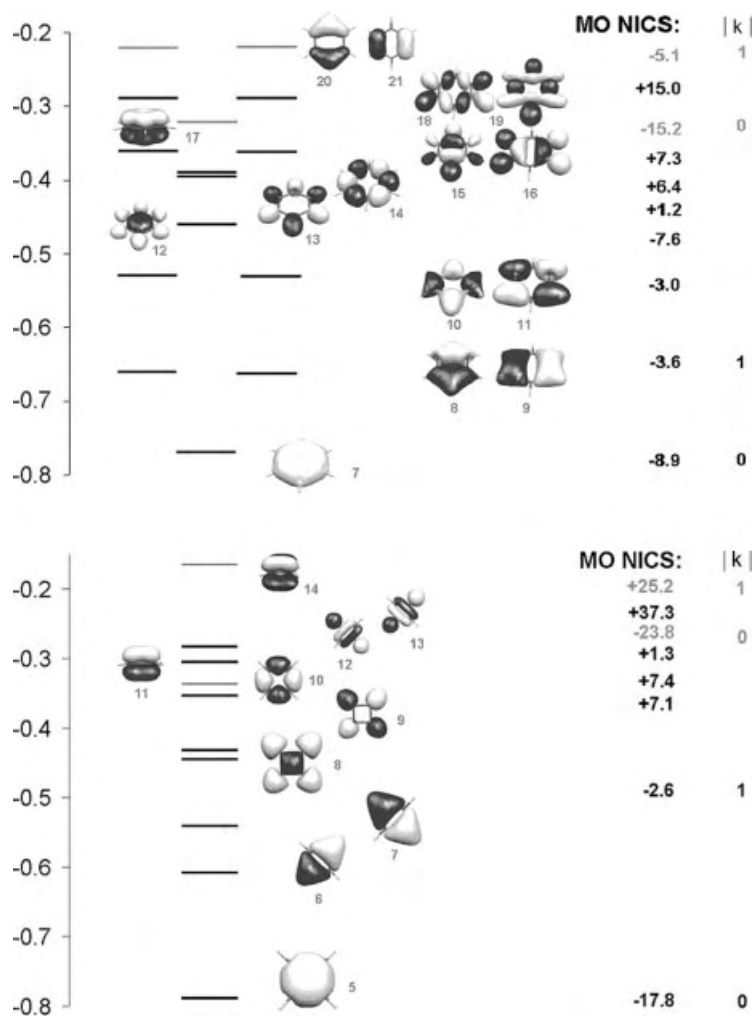 -0.2 MO NICS: | k |
20 21 -5.1 1
-0.3 +15.0
17 18 19 -15.2 0
-0.4 15 16 +7.3
14 +6.4
12 13 +1.2
-0.5 -7.6
10 11 -3.0
-0.6
8 9 -3.6 1
-0.7
7 -8.9 0
-0.8
MO NICS: | k |
-0.2 14 +25.2 1
+37.3
12 13 -23.8 0
-0.3 11 10 +1.3
9 +7.4
-0.4 8 +7.1
-0.5 -2.6 1
7
-0.6 6
-0.7
5
-0.8 -17.8 0